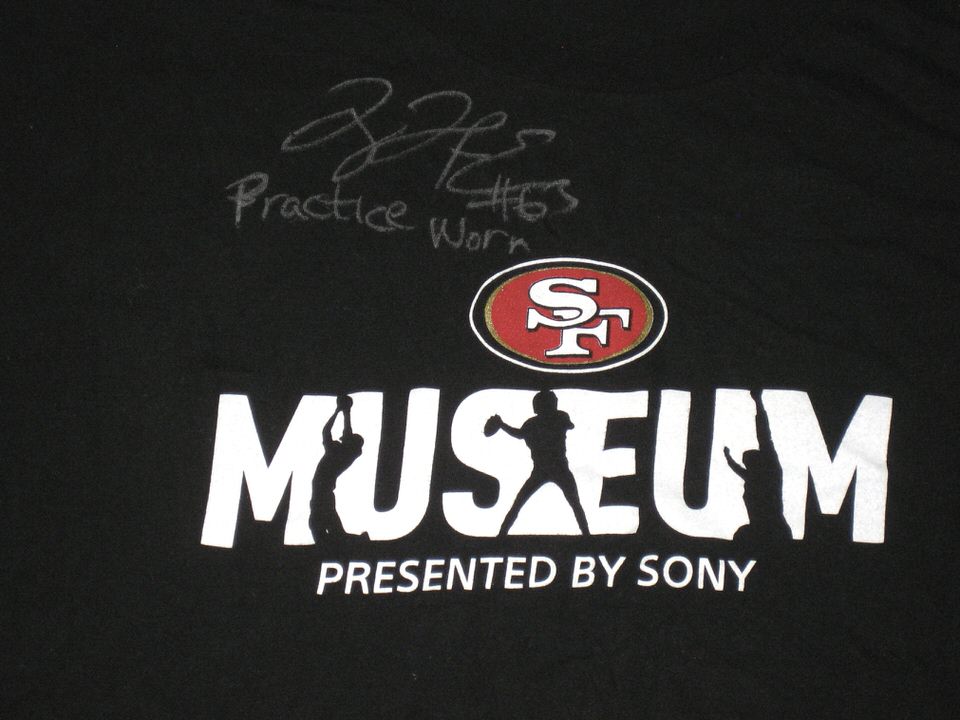 #63
Practice Worn
SF
MUSEUM
PRESENTED BY SONY